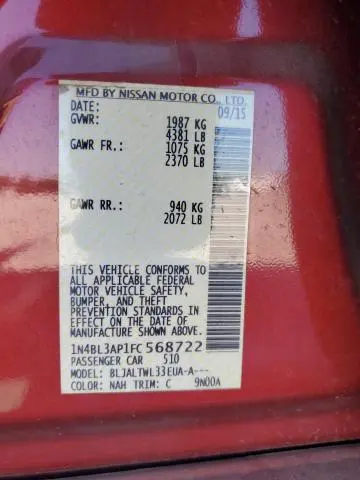 MFD BY NISSAN MOTOR CO., LTD.
DATE: 09/15
GVWR: 1987 KG
4381 LB
GAWR FR.: 1075 KG
2370 LB
GAWR RR.: 940 KG
2072 LB
THIS VEHICLE CONFORMS TO
ALL APPLICABLE FEDERAL
MOTOR VEHICLE SAFETY,
BUMPER, AND THEFT
PREVENTION STANDARDS
IN EFFECT ON THE DATE OF
MANUFACTURE SHOWN ABOVE.
1N4BL3AP1FC568722
PASSENGER CAR 510
MODEL: BLJALTWL33EUA-A---
COLOR: NAH TRIM: C 9N00A